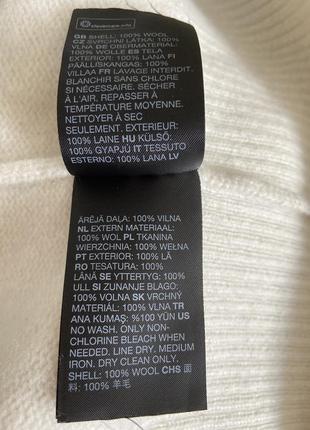 Clevercare.info
GB SHELL: 100% WOOL
CZ SVRCHNI LÁTKA: 100%
VLNA DE OBERMATERIAL:
100% WOLLE ES TELA
EXTERIOR: 100% LANA FI
PÄÄLLISKANGAS: 100%
VILLAA FR LAVAGE INTERDIT.
BLANCHIR SANS CHLORE
SI NÉCESSAIRE. SÉCHER
À L'AIR, REPASSER À
TEMPÉRATURE MOYENNE.
NETTOYER À SEC
SEULEMENT. EXTERIEUR:
100% LAINE HU KÜLSŐ:
100% GYAPJÚ IT TESSUTO
ESTERNO: 100% LANA LV
ĀRĒJĀ DAĻA: 100% VILNA
NL EXTERN MATERIAAL:
100% WOL PL TKANINA
WIERZCHNIA: 100% WEŁNA
PT EXTERIOR: 100% LÃ
RO TESATURA: 100%
LÂNĂ SE YTTERTYG: 100%
ULL SI ZUNANJE BLAGO:
100% VOLNA SK VRCHNÝ
MATERIÁL: 100% VLNA TR
ANA KUMAŞ: %100 YÜN US
NO WASH. ONLY NON-
CHLORINE BLEACH WHEN
NEEDED. LINE DRY. MEDIUM
IRON. DRY CLEAN ONLY.
SHELL: 100% WOOL CHS 面
料: 100% 羊毛